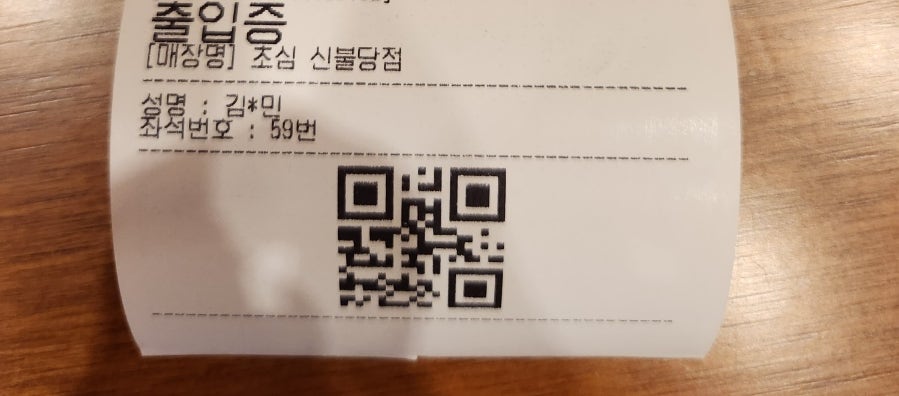 출입증
[매장명] 초심 신불당점
성명 : 김*민
좌석번호 : 59번